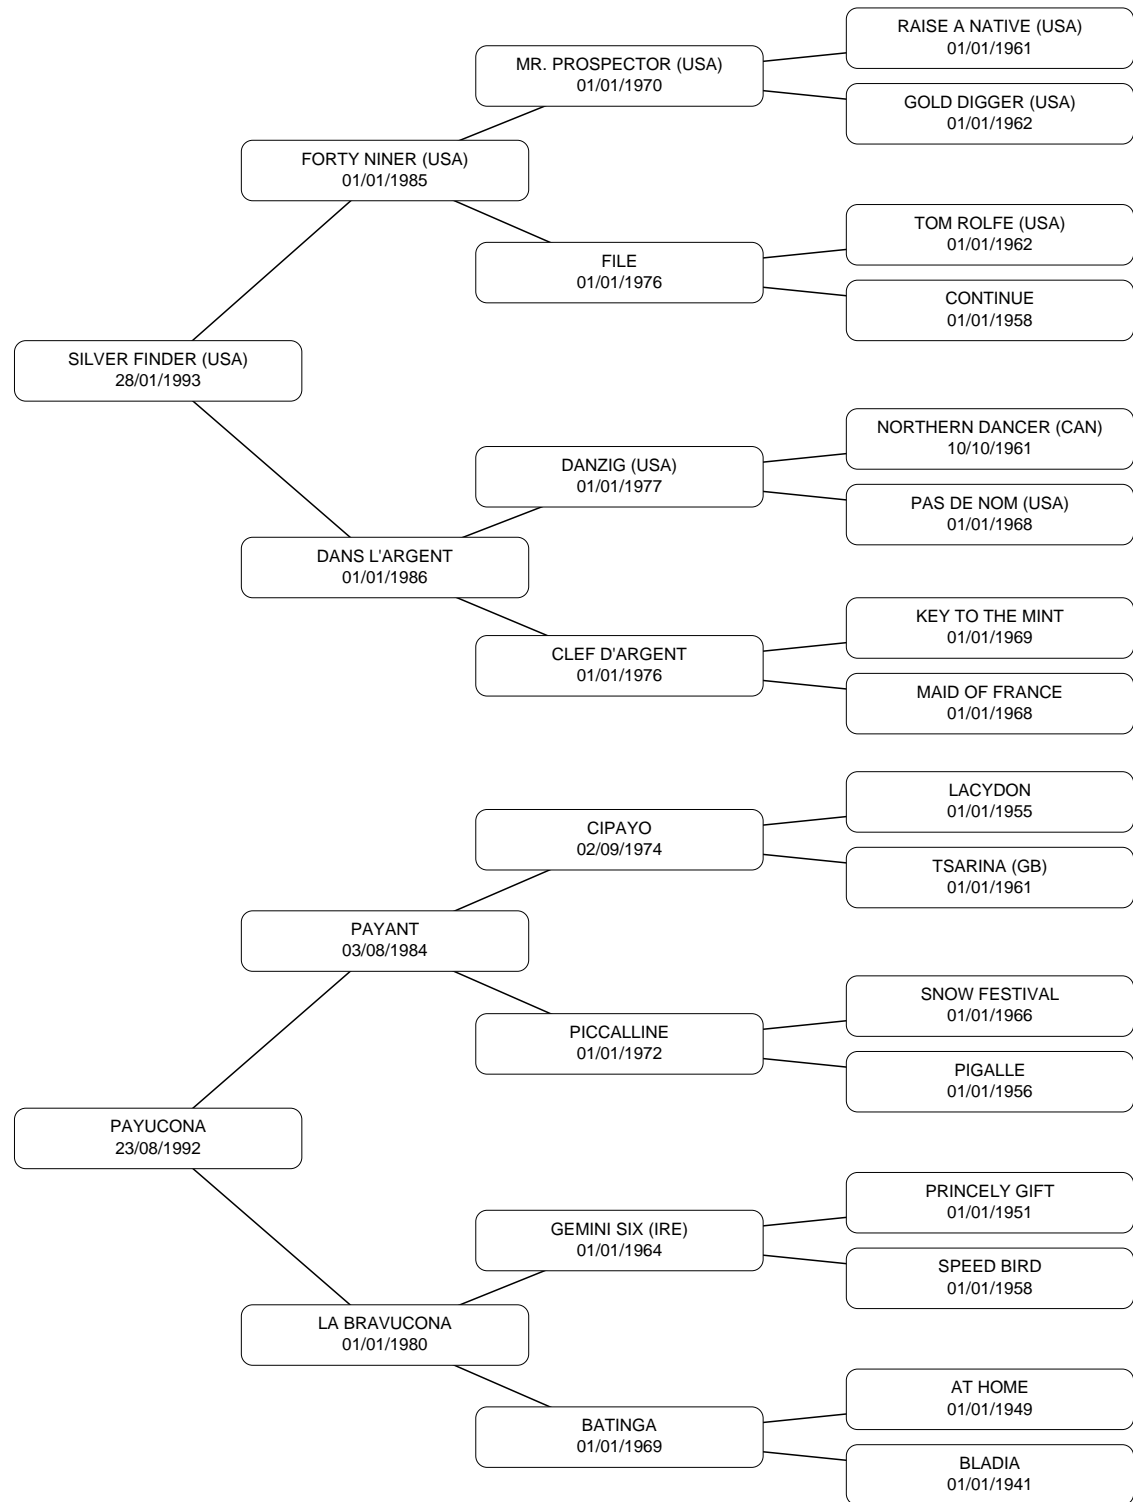 RAISE A NATIVE (USA)
01/01/1961
MR. PROSPECTOR (USA)
01/01/1970
GOLD DIGGER (USA)
01/01/1962
FORTY NINER (USA)
01/01/1985
TOM ROLFE (USA)
01/01/1962
FILE
01/01/1976
CONTINUE
01/01/1958
SILVER FINDER (USA)
28/01/1993
NORTHERN DANCER (CAN)
10/10/1961
DANZIG (USA)
01/01/1977
PAS DE NOM (USA)
01/01/1968
DANS L'ARGENT
01/01/1986
KEY TO THE MINT
01/01/1969
CLEF D'ARGENT
01/01/1976
MAID OF FRANCE
01/01/1968
LACYDON
01/01/1955
CIPAYO
02/09/1974
TSARINA (GB)
01/01/1961
PAYANT
03/08/1984
SNOW FESTIVAL
01/01/1966
PICCALLINE
01/01/1972
PIGALLE
01/01/1956
PAYUCONA
23/08/1992
PRINCELY GIFT
01/01/1951
GEMINI SIX (IRE)
01/01/1964
SPEED BIRD
01/01/1958
LA BRAVUCONA
01/01/1980
AT HOME
01/01/1949
BATINGA
01/01/1969
BLADIA
01/01/1941